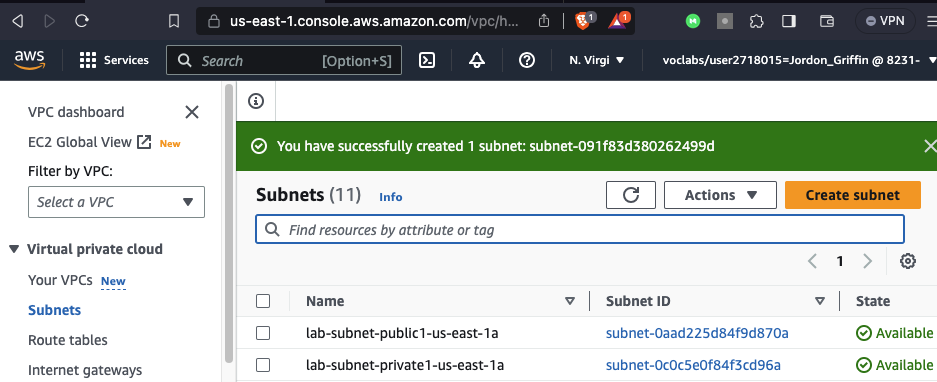 us-east-1.console.aws.amazon.com/vpc/h... 1 1 VPN
aws Services Search [Option+S] N. Virgi voclabs/user2718015=Jordon_Griffin @ 8231-
VPC dashboard
EC2 Global View New
Filter by VPC:
Select a VPC
Virtual private cloud
Your VPCs New
Subnets
Route tables
Internet gateways
You have successfully created 1 subnet: subnet-091f83d380262499d
Subnets (11) Info Actions Create subnet
Find resources by attribute or tag
1
Name Subnet ID State
lab-subnet-public1-us-east-1a subnet-0aad225d84f9d870a Available
lab-subnet-private1-us-east-1a subnet-0c0c5e0f84f3cd96a Available